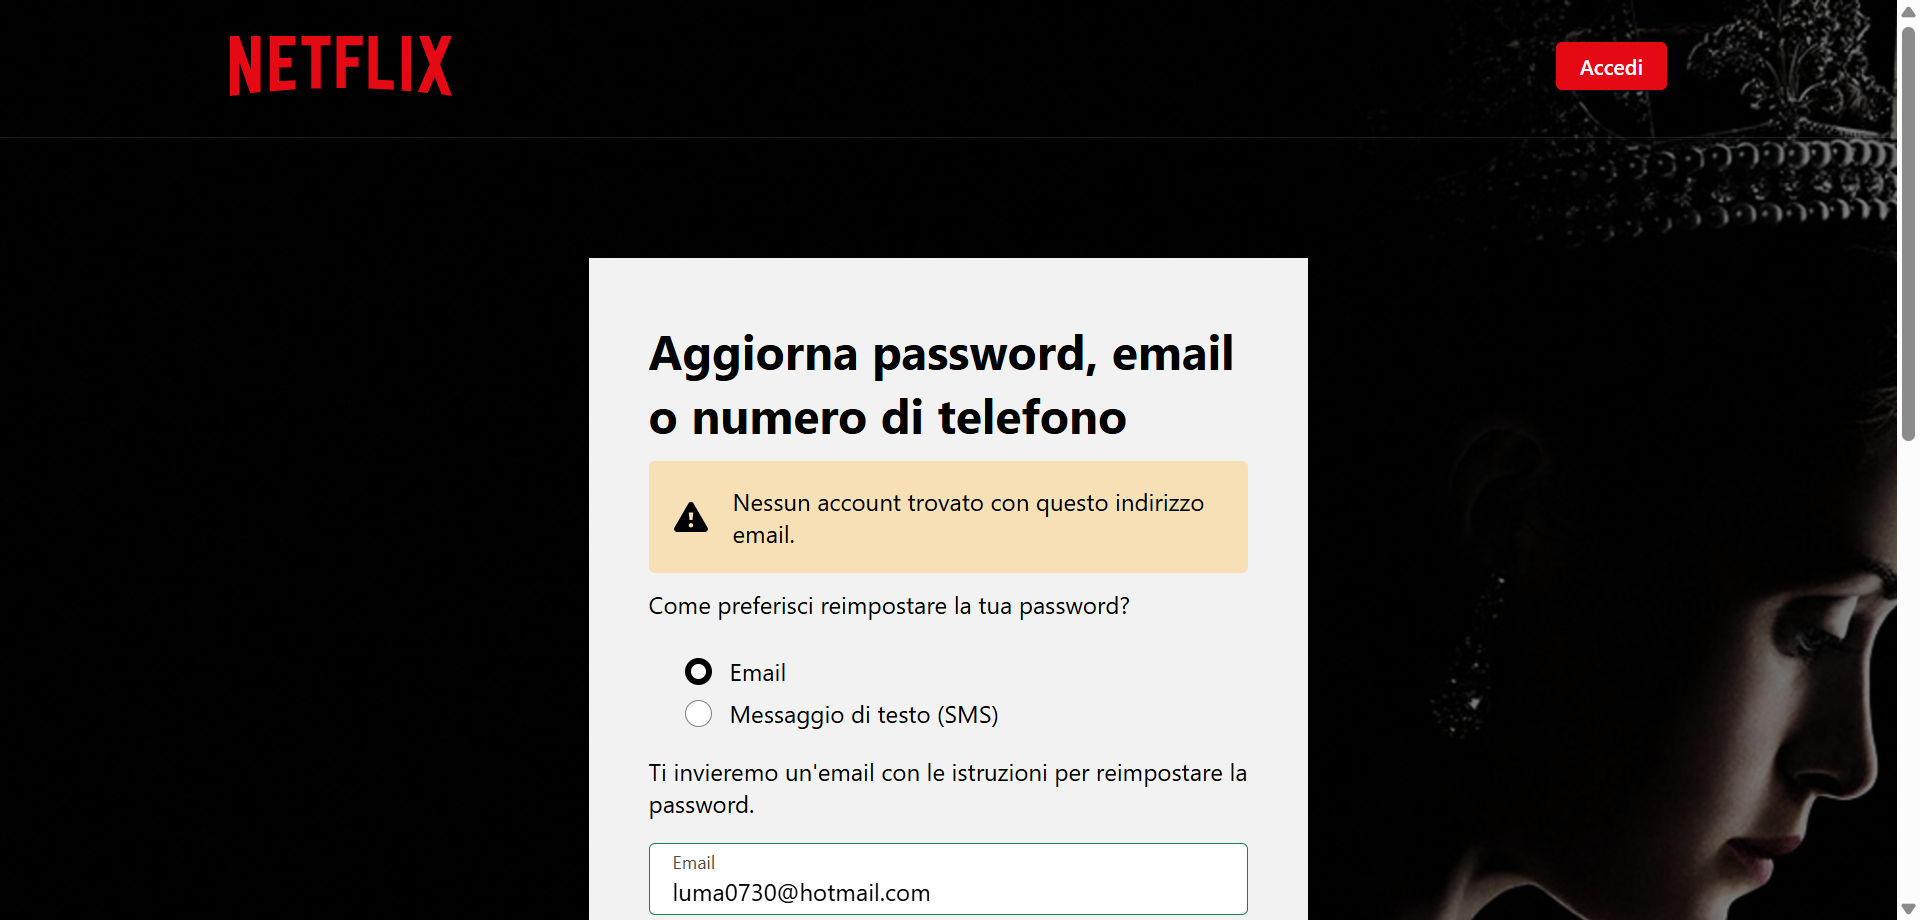 NETFLIX
Accedi
Aggiorna password, email
o numero di telefono
Nessun account trovato con questo indirizzo
email.
Come preferisci reimpostare la tua password?
Email
Messaggio di testo (SMS)
Ti invieremo un'email con le istruzioni per reimpostare la
password.
Email
luma0730@hotmail.com